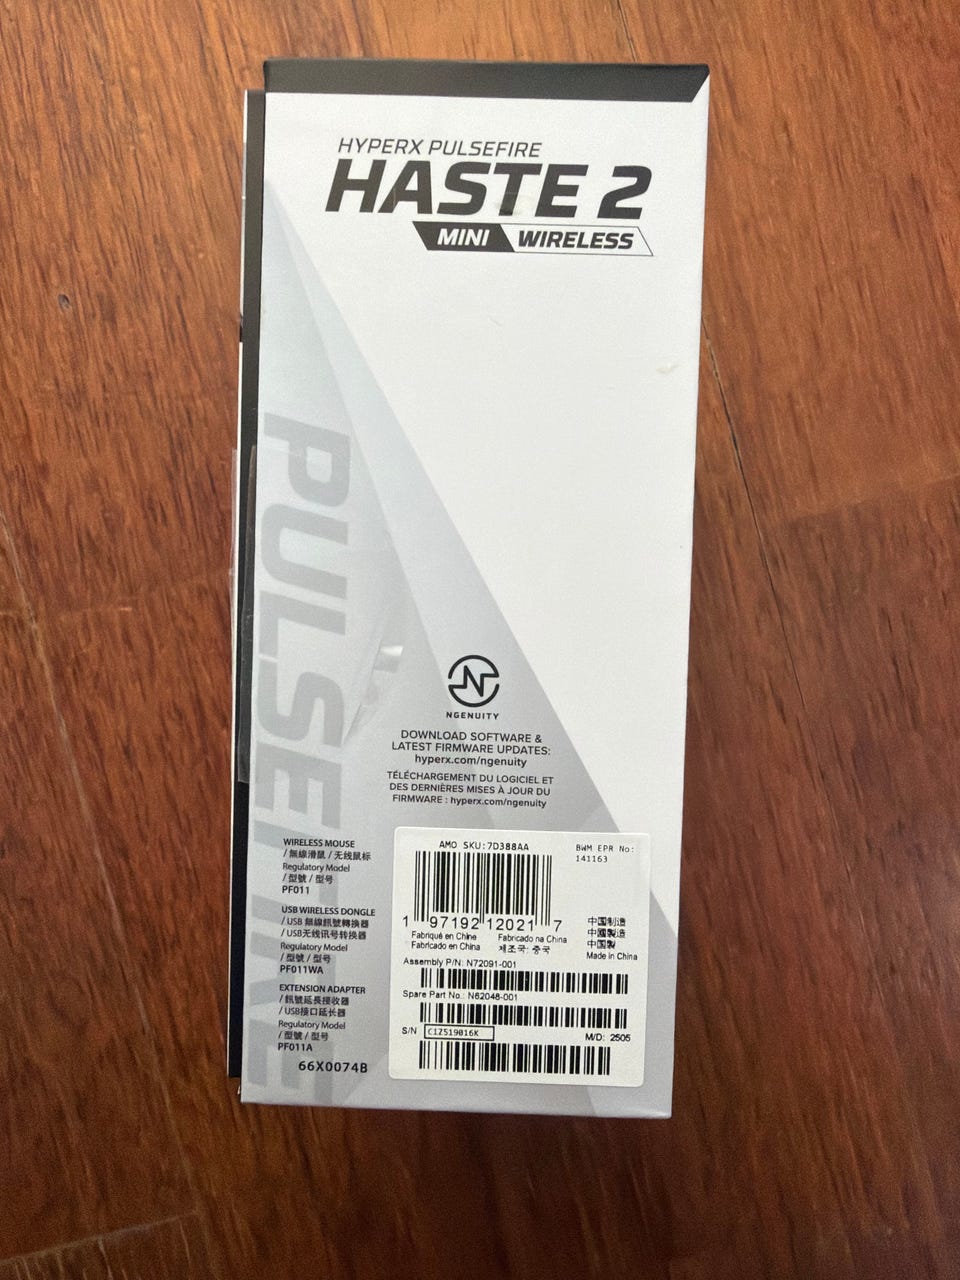 HYPERX PULSEFIRE
HASTE 2
MINI WIRELESS
PULSEFIRE
NGENUITY
DOWNLOAD SOFTWARE &
LATEST FIRMWARE UPDATES:
hyperx.com/ngenuity
TÉLÉCHARGEMENT DU LOGICIEL ET
DES DERNIÈRES MISES À JOUR DU
FIRMWARE : hyperx.com/ngenuity
WIRELESS MOUSE
/ 無線滑鼠 / 无线鼠标
Regulatory Model
/ 型號 / 型号
PF011
USB WIRELESS DONGLE
/ USB 無線訊號轉換器
/ USB无线讯号转换器
Regulatory Model
/ 型號 / 型号
PF011WA
EXTENSION ADAPTER
/ 訊號延長接收器
/ USB接口延长器
Regulatory Model
/ 型號 / 型号
PF011A
66X0074B
AMO SKU:7D388AA
BWM EPR No:
141163
1 97192 12021 7
Fabriqué en Chine Fabricado na China
Fabricado en China 제조국: 중국
中国制造
中國製造
中国製
Made in China
Assembly P/N: N72091-001
Spare Part No.: N62048-001
S/N C1Z519016K
M/D: 2505